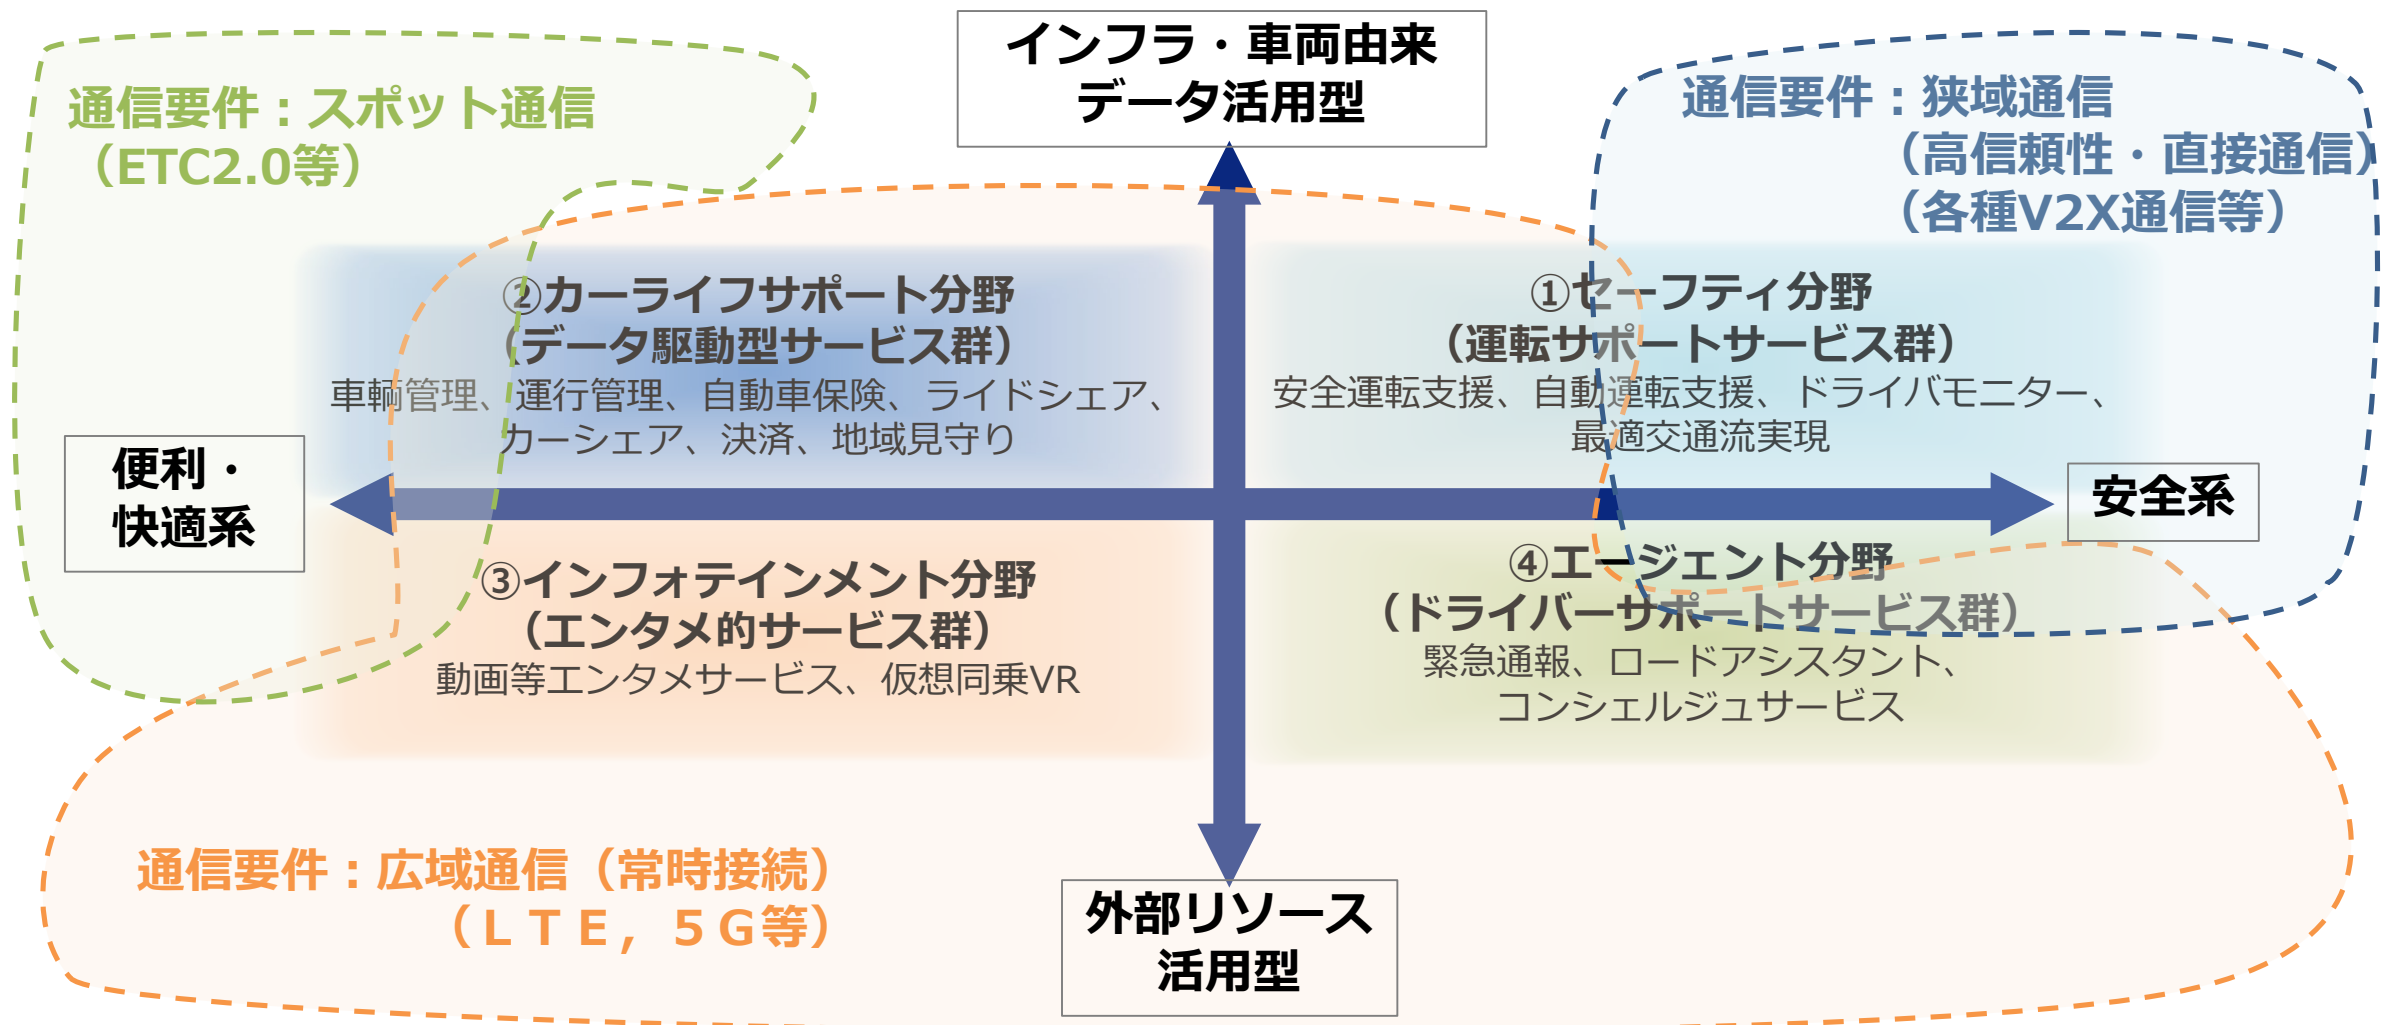 インフラ・車両由来
データ活用型
通信要件：スポット通信
（ETC2.0等）
通信要件：狭域通信
（高信頼性・直接通信）
（各種V2X通信等）
②カーライフサポート分野
（データ駆動型サービス群）
車輌管理、運行管理、自動車保険、ライドシェア、
カーシェア、決済、地域見守り
①セーフティ分野
（運転サポートサービス群）
安全運転支援、自動運転支援、ドライバモニター、
最適交通流実現
便利・
快適系
安全系
③インフォテインメント分野
（エンタメ的サービス群）
動画等エンタメサービス、仮想同乗VR
④エージェント分野
（ドライバーサポートサービス群）
緊急通報、ロードアシスタント、
コンシェルジュサービス
通信要件：広域通信（常時接続）
（ＬＴＥ，５Ｇ等）
外部リソース
活用型